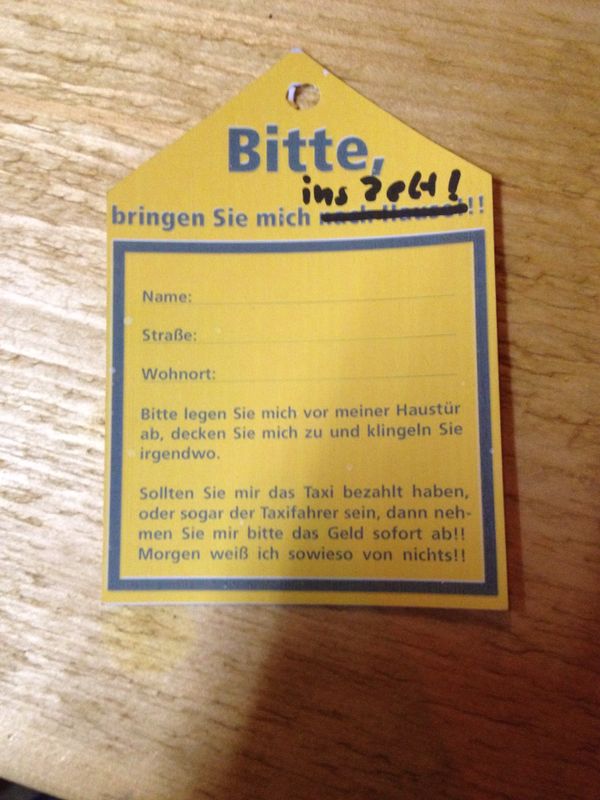 Bitte,
ins Zelt!
bringen Sie mich nach Hause!!!
Name:
Straße:
Wohnort:
Bitte legen Sie mich vor meiner Haustür
ab, decken Sie mich zu und klingeln Sie
irgendwo.
Sollten Sie mir das Taxi bezahlt haben,
oder sogar der Taxifahrer sein, dann neh-
men Sie mir bitte das Geld sofort ab!!
Morgen weiß ich sowieso von nichts!!